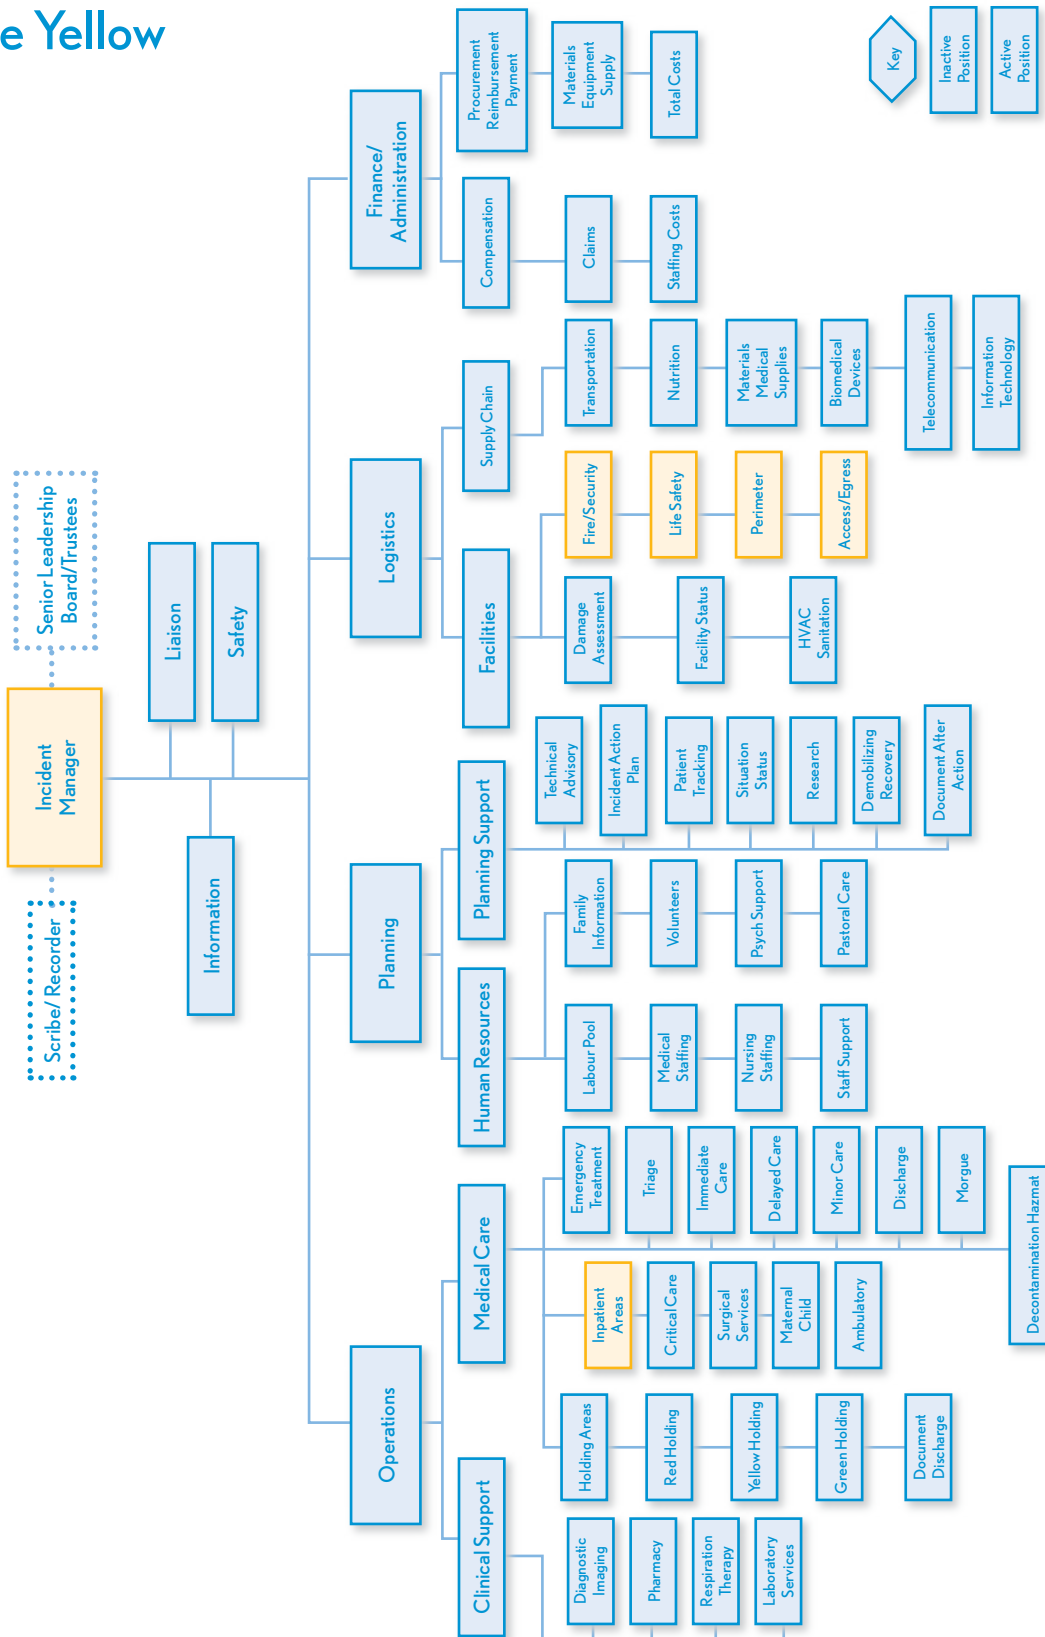 e Yellow
Scribe/ Recorder
Incident
Manager
Senior Leadership
Board/Trustees
Information
Liaison
Safety
Operations
Planning
Logistics
Finance/
Administration
Clinical Support
Medical Care
Human Resources
Planning Support
Facilities
Supply Chain
Compensation
Procurement
Reimbursement
Payment
Diagnostic
Imaging
Pharmacy
Respiration
Therapy
Laboratory
Services
Holding Areas
Red Holding
Yellow Holding
Green Holding
Document
Discharge
Inpatient
Areas
Critical Care
Surgical
Services
Maternal
Child
Ambulatory
Emergency
Treatment
Triage
Immediate
Care
Delayed Care
Minor Care
Discharge
Morgue
Decontamination Hazmat
Labour Pool
Medical
Staffing
Nursing
Staffing
Staff Support
Family
Information
Volunteers
Psych Support
Pastoral Care
Technical
Advisory
Incident Action
Plan
Patient
Tracking
Situation
Status
Research
Demobilizing
Recovery
Document After
Action
Damage
Assessment
Facility Status
HVAC
Sanitation
Fire/Security
Life Safety
Perimeter
Access/Egress
Transportation
Nutrition
Materials
Medical
Supplies
Biomedical
Devices
Telecommunication
Information
Technology
Claims
Staffing Costs
Materials
Equipment
Supply
Total Costs
Key
Inactive
Position
Active
Position